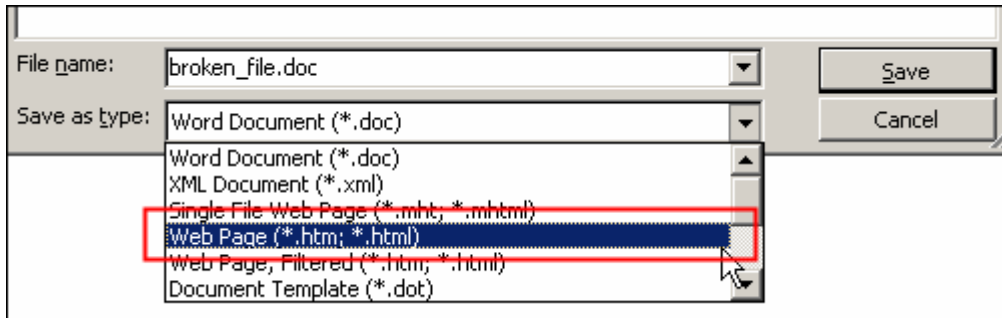 File name: broken_file.doc Save
Save as type: Word Document (*.doc) Cancel
Word Document (*.doc)
XML Document (*.xml)
Single File Web Page (*.mht; *.mhtml)
Web Page (*.htm; *.html)
Web Page, Filtered (*.htm; *.html)
Document Template (*.dot)